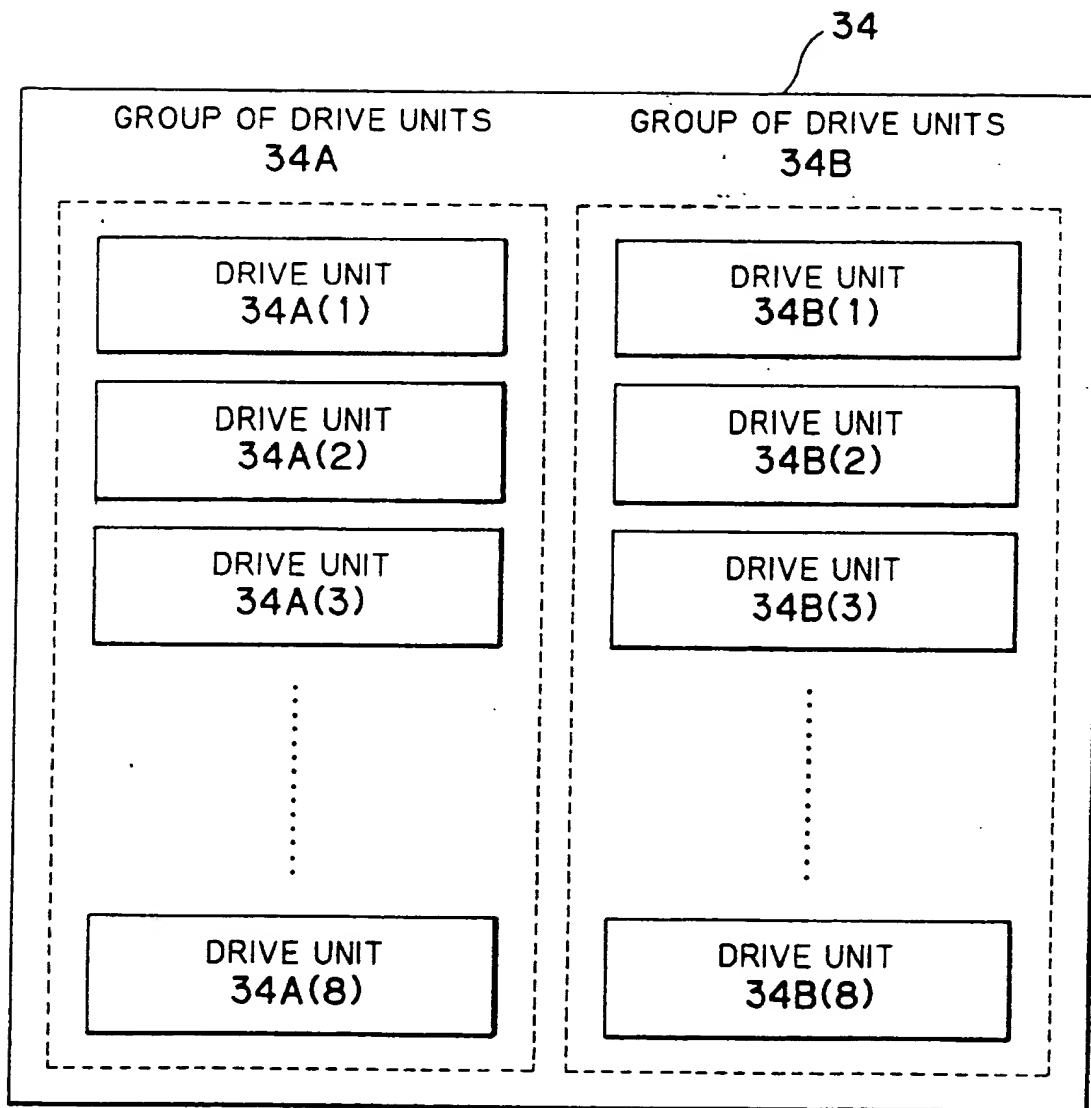 34
GROUP OF DRIVE UNITS
34A
DRIVE UNIT
34A(1)
DRIVE UNIT
34A(2)
DRIVE UNIT
34A(3)
DRIVE UNIT
34A(8)
GROUP OF DRIVE UNITS
34B
DRIVE UNIT
34B(1)
DRIVE UNIT
34B(2)
DRIVE UNIT
34B(3)
DRIVE UNIT
34B(8)